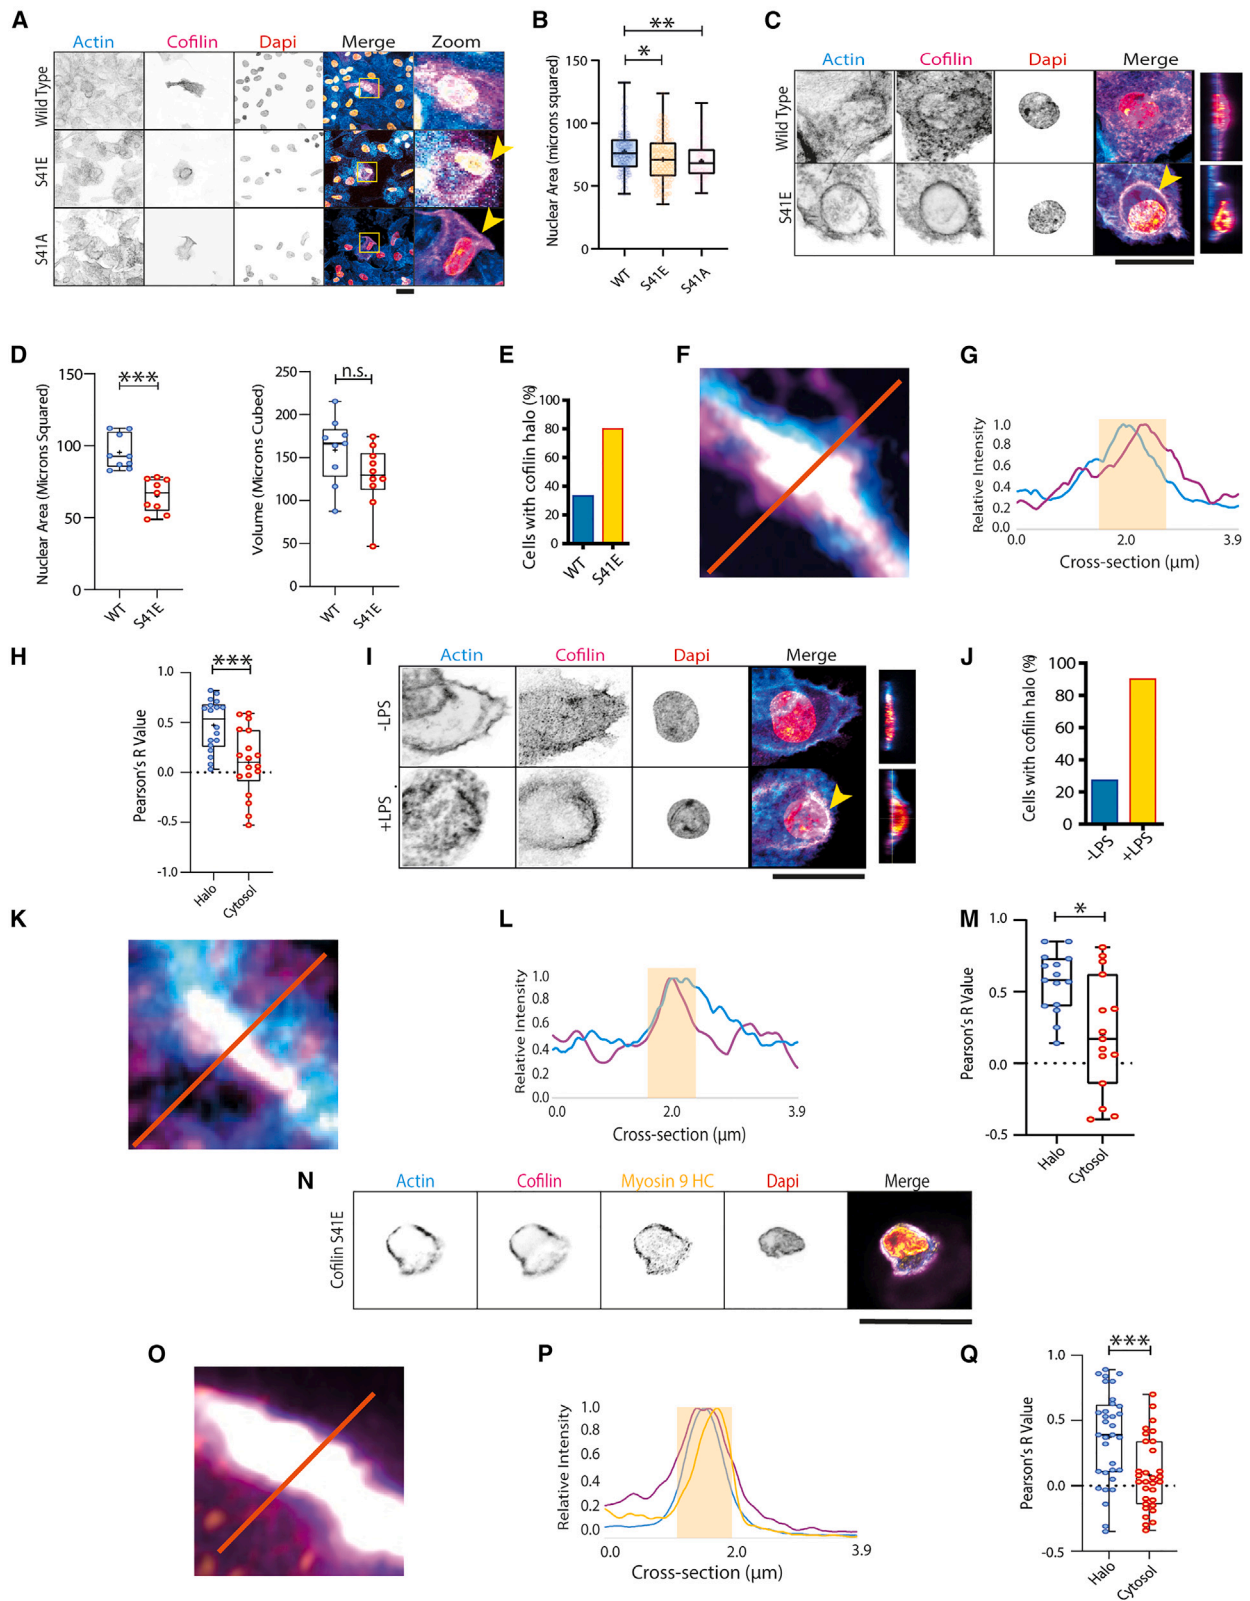 A
Actin Cofilin Dapi Merge Zoom
Wild Type
S41E
S41A
B
** 
*
Nuclear Area (microns squared)
150
100
50
0
WT S41E S41A
C
Actin Cofilin Dapi Merge
Wild Type
S41E
D
***
Nuclear Area (Microns Squared)
150
100
50
0
WT S41E
n.s.
Volume (Microns Cubed)
250
200
150
100
50
0
WT S41E
E
Cells with cofilin halo (%)
100
80
60
40
20
0
WT S41E
F
G
Relative Intensity
1.0
0.8
0.6
0.4
0.2
0.0
0.0 2.0 3.9
Cross-section (μm)
H
***
Pearson's R Value
1.0
0.5
0.0
-0.5
-1.0
Halo Cytosol
I
Actin Cofilin Dapi Merge
-LPS
+LPS
J
Cells with cofilin halo (%)
100
80
60
40
20
0
-LPS +LPS
K
L
Relative Intensity
1.0
0.8
0.6
0.4
0.2
0.0
0.0 2.0 3.9
Cross-section (μm)
M
*
Pearson's R Value
1.0
0.5
0.0
-0.5
Halo Cytosol
N
Actin Cofilin Myosin 9 HC Dapi Merge
Cofilin S41E
O
P
Relative Intensity
1.0
0.8
0.6
0.4
0.2
0.0
0.0 2.0 3.9
Cross-section (μm)
Q
***
Pearson's R Value
1.0
0.5
0.0
-0.5
Halo Cytosol